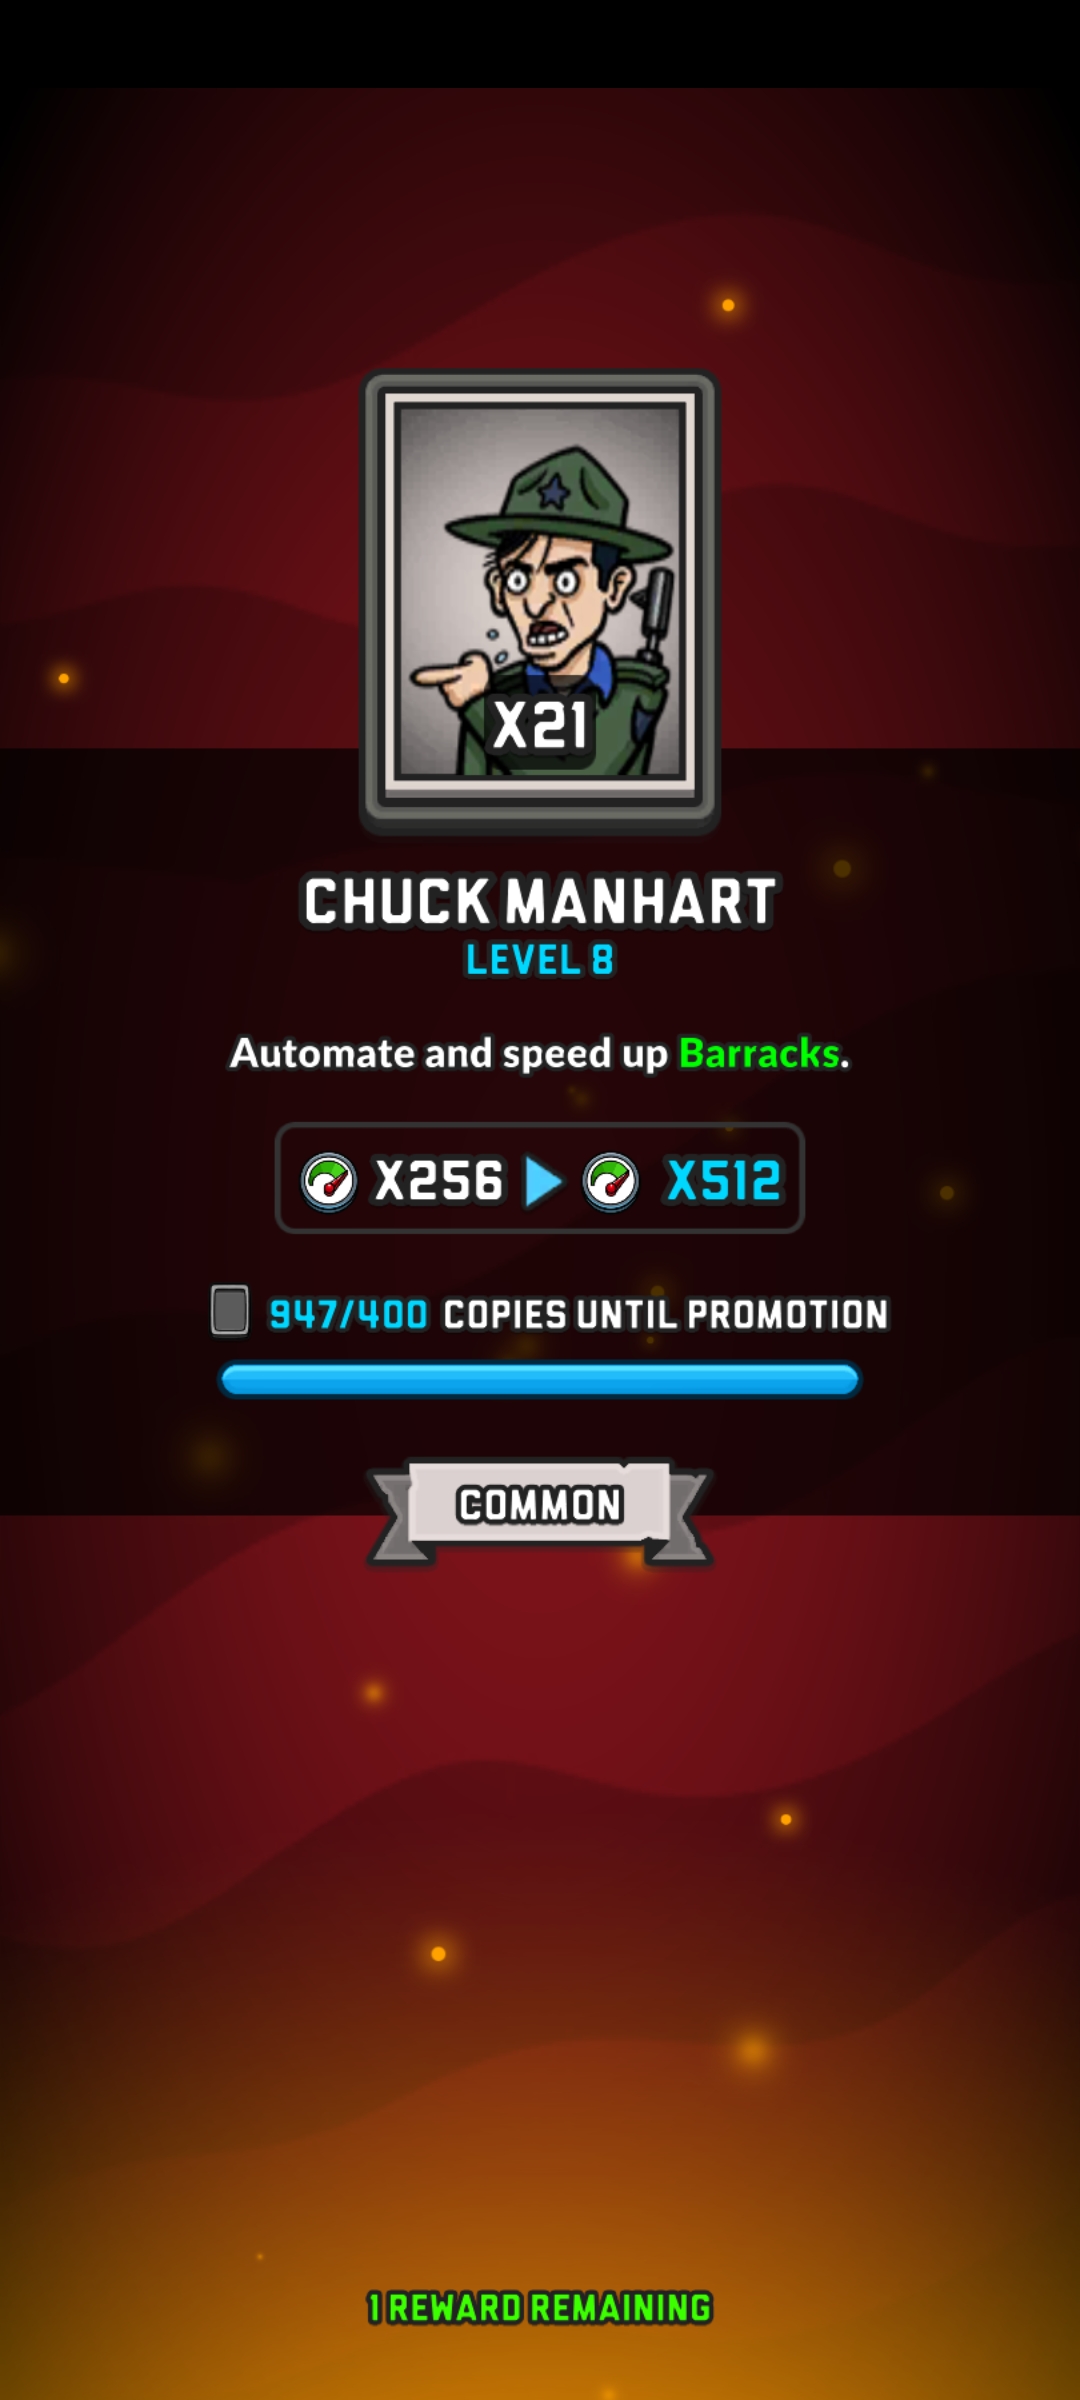 X21
CHUCK MANHART
LEVEL 8
Automate and speed up Barracks.
X256 X512
947/400 COPIES UNTIL PROMOTION
COMMON
1 REWARD REMAINING